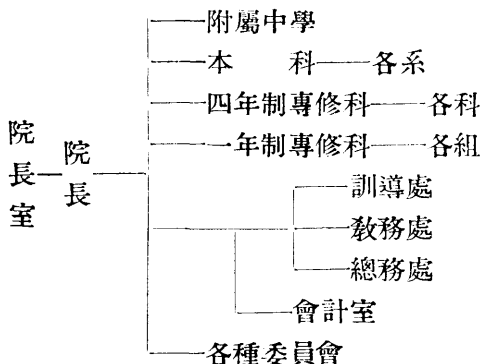 附屬中學
本　科——各系
四年制專修科——各科
一年制專修科——各組
院長室—院長
訓導處
敎務處
總務處
會計室
各種委員會